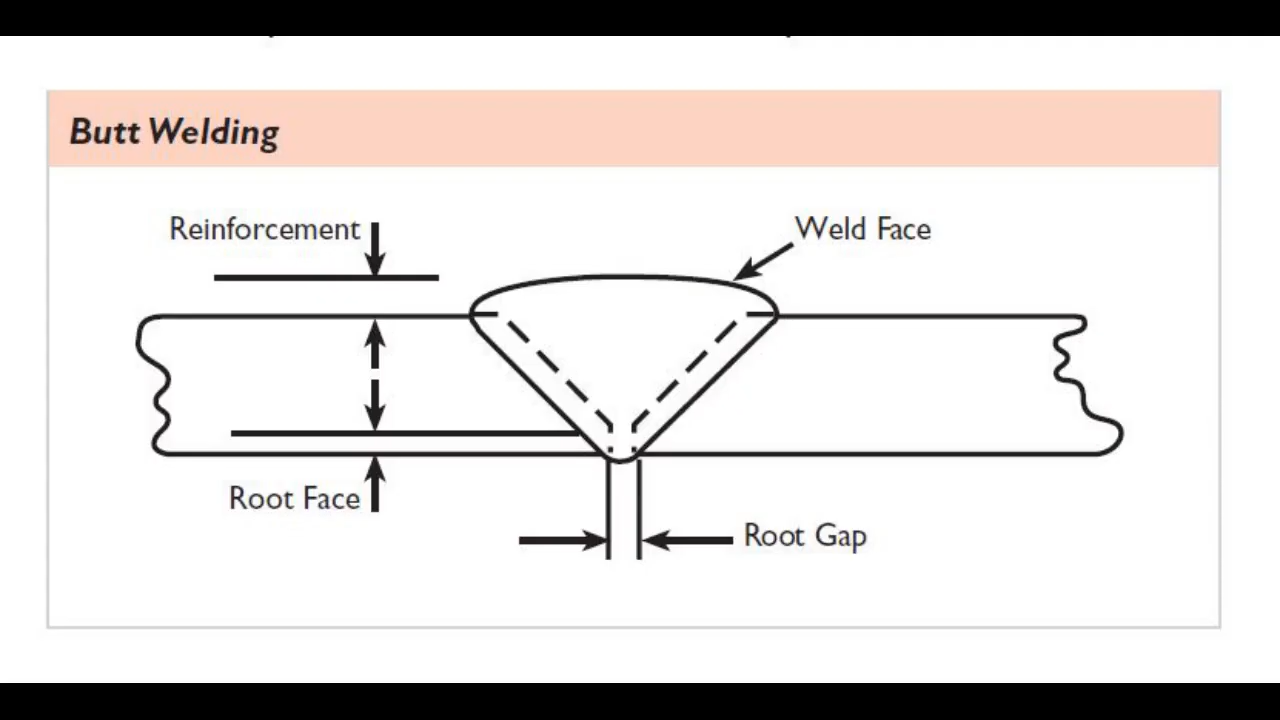 Butt Welding
Reinforcement
Weld Face
Root Face
Root Gap